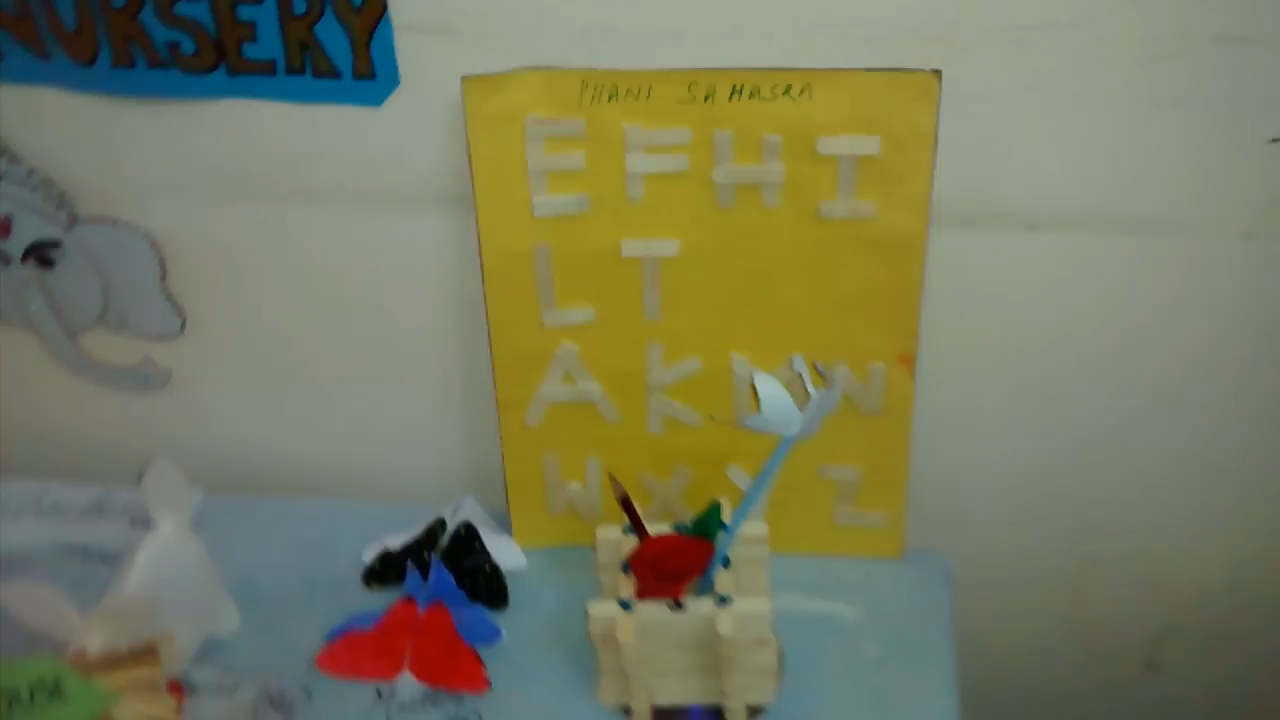 NURSERY
PHANI SAHASRA
E F H I
L T
A K M N
W X Y Z